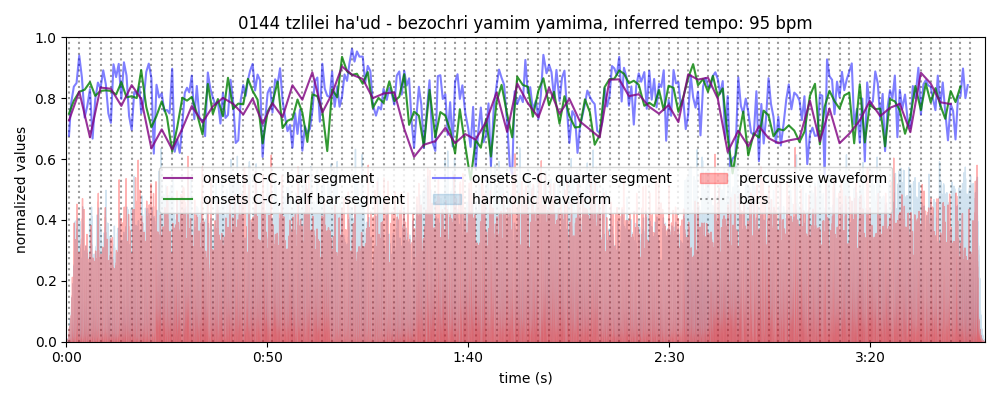 0144 tzlilei ha'ud - bezochri yamim yamima, inferred tempo: 95 bpm
1.0
0.8
0.6
0.4
0.2
0.0
normalized values
onsets C-C, bar segment
onsets C-C, half bar segment
onsets C-C, quarter segment
harmonic waveform
percussive waveform
bars
0:00 0:50 1:40 2:30 3:20
time (s)